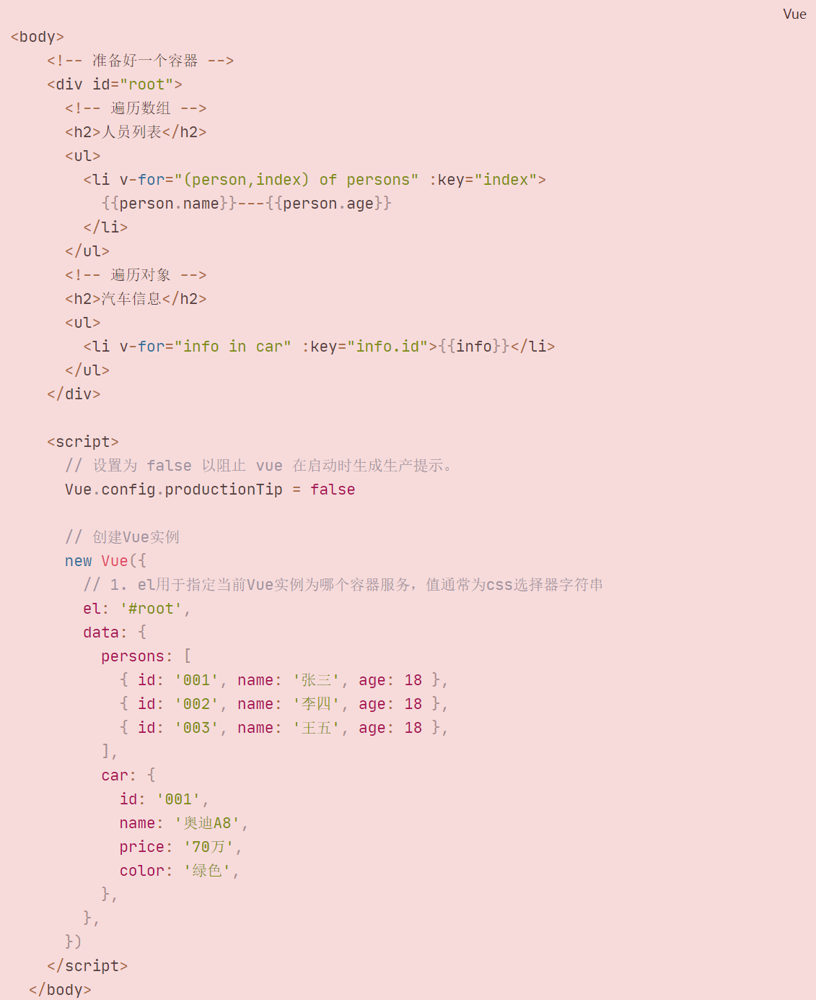 Vue
<body>
<!-- 准备好一个容器 -->
<div id="root">
<!-- 遍历数组 -->
<h2>人员列表</h2>
<ul>
<li v-for="(person,index) of persons" :key="index">
{{person.name}}---{{person.age}}
</li>
</ul>
<!-- 遍历对象 -->
<h2>汽车信息</h2>
<ul>
<li v-for="info in car" :key="info.id">{{info}}</li>
</ul>
</div>
<script>
// 设置为 false 以阻止 vue 在启动时生成生产提示。
Vue.config.productionTip = false
// 创建Vue实例
new Vue({
// 1. el用于指定当前Vue实例为哪个容器服务，值通常为css选择器字符串
el: '#root',
data: {
persons: [
{ id: '001', name: '张三', age: 18 },
{ id: '002', name: '李四', age: 18 },
{ id: '003', name: '王五', age: 18 },
],
car: {
id: '001',
name: '奥迪A8',
price: '70万',
color: '绿色',
},
},
})
</script>
</body>